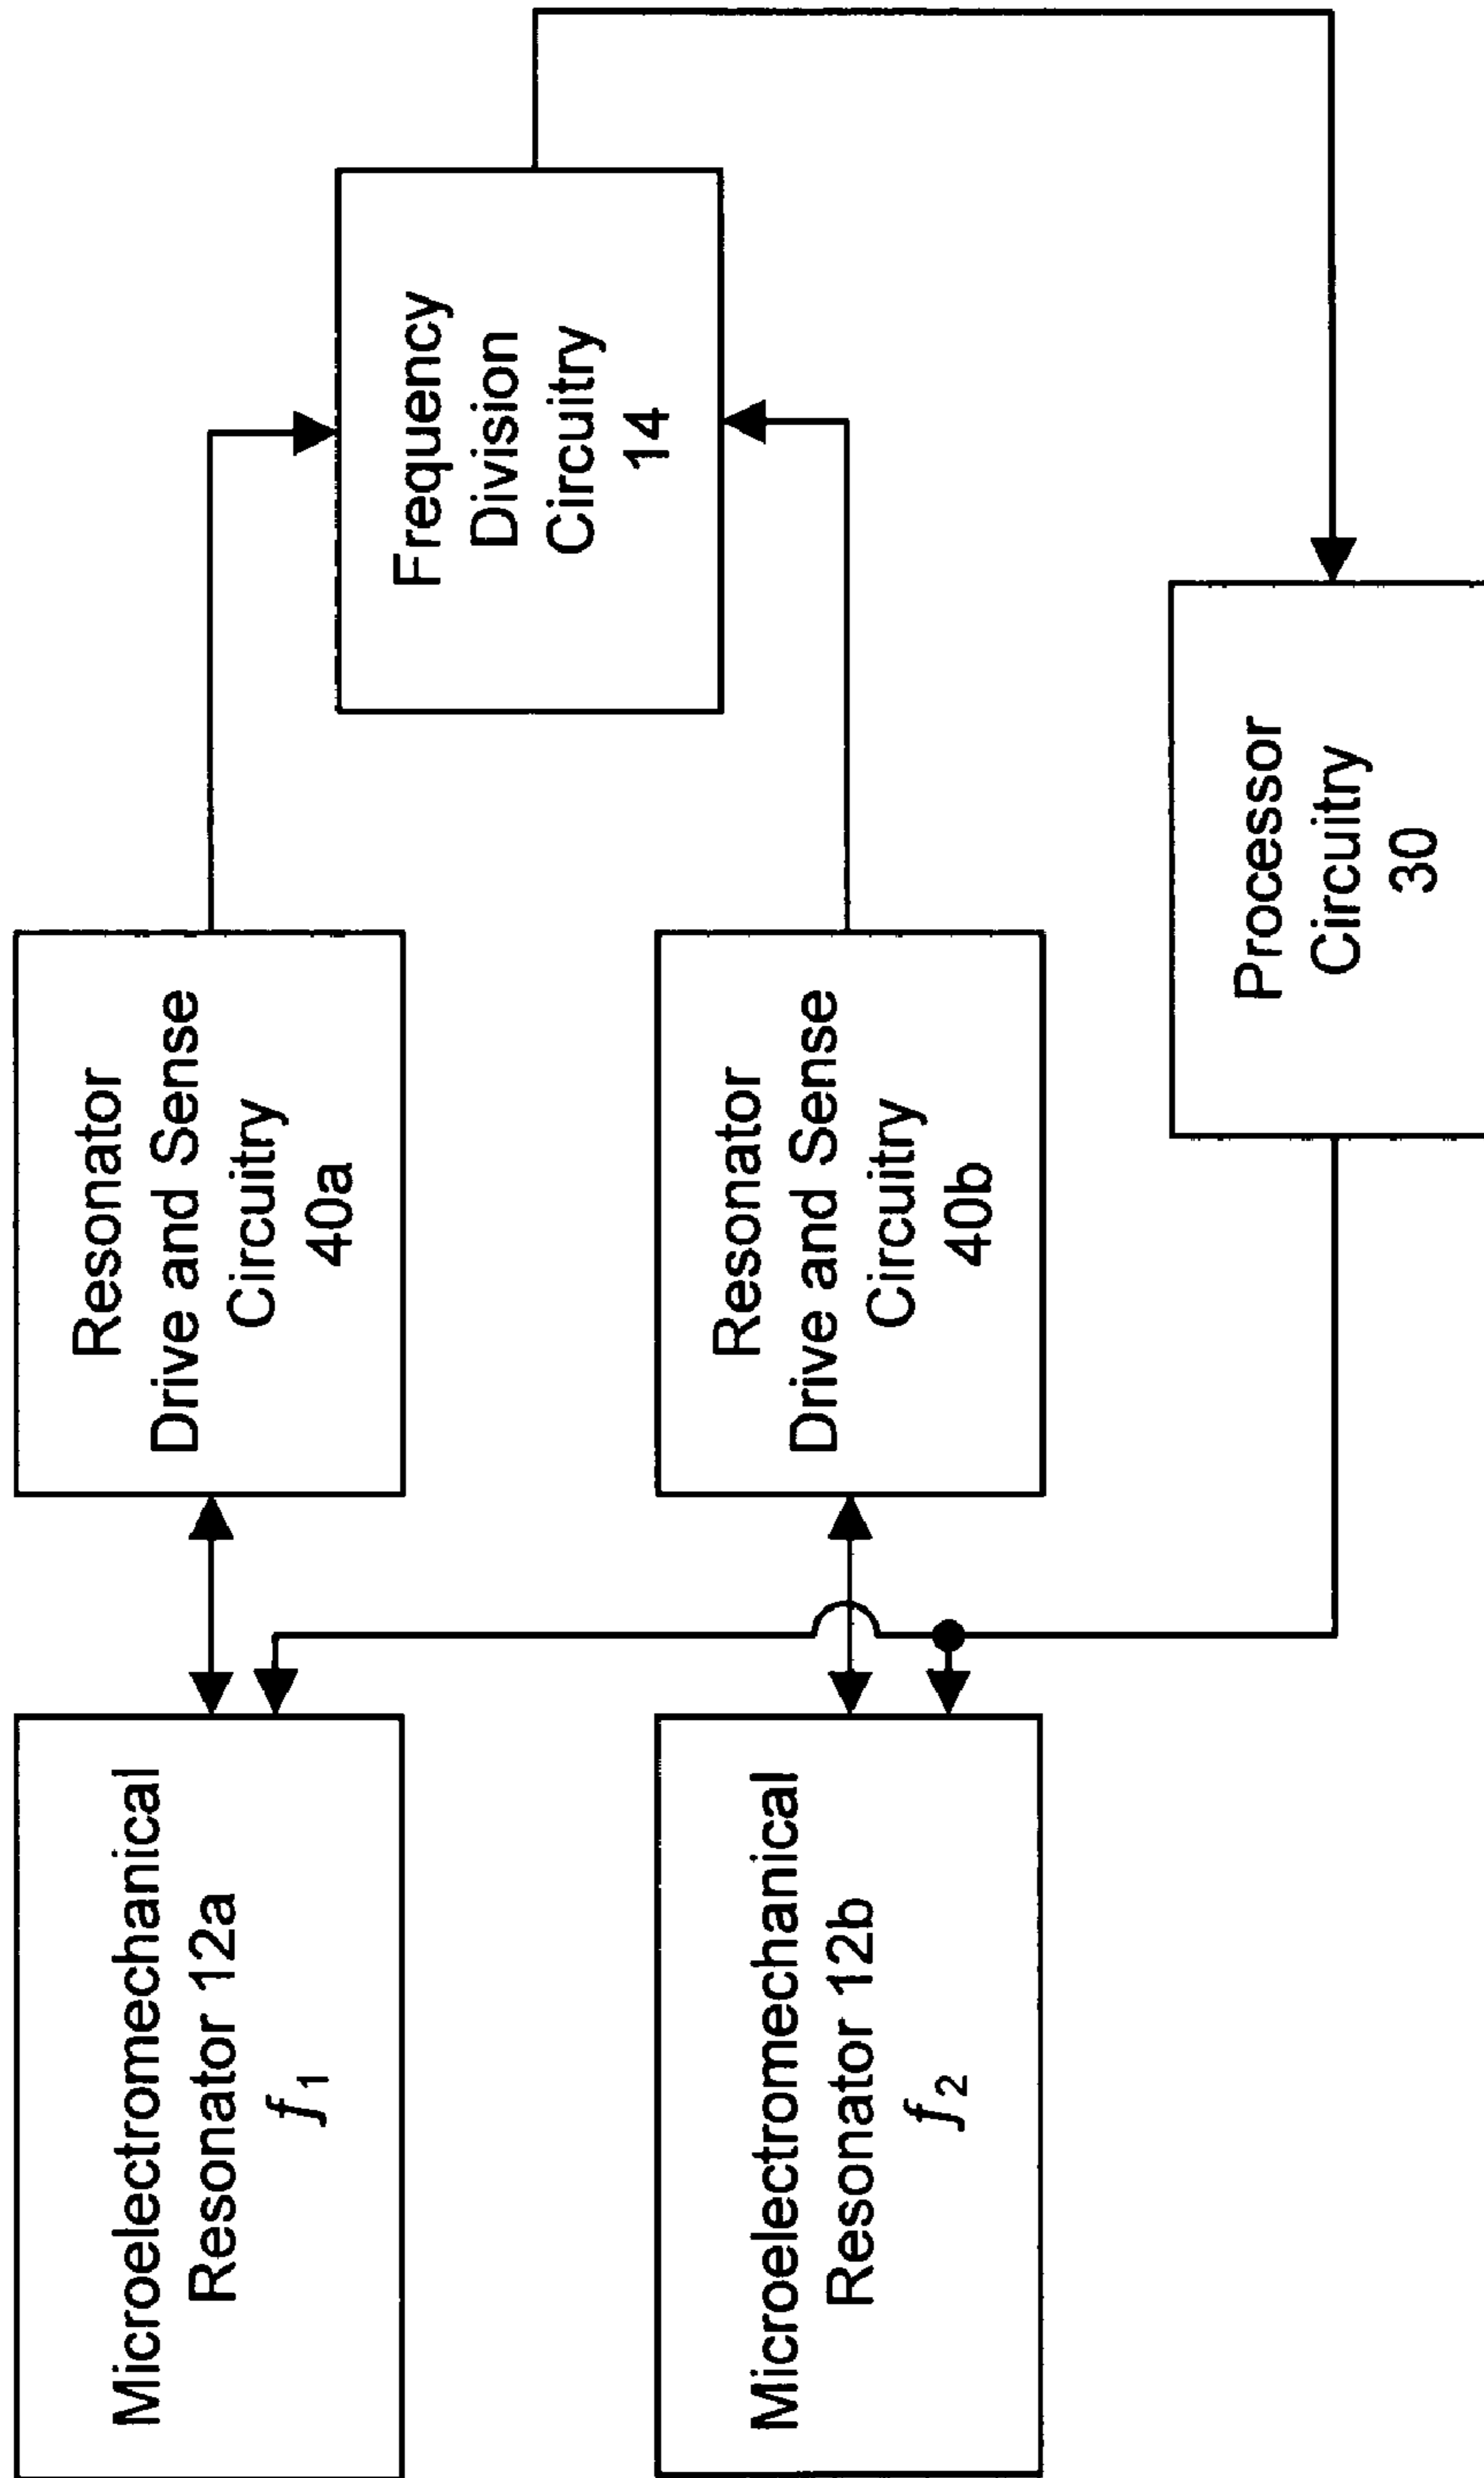 Microelectromechanical
Resonator 12a
f1
Resonator
Drive and Sense
Circuitry
40a
Frequency
Division
Circuitry
14
Microelectromechanical
Resonator 12b
f2
Resonator
Drive and Sense
Circuitry
40b
Processor
Circuitry
30